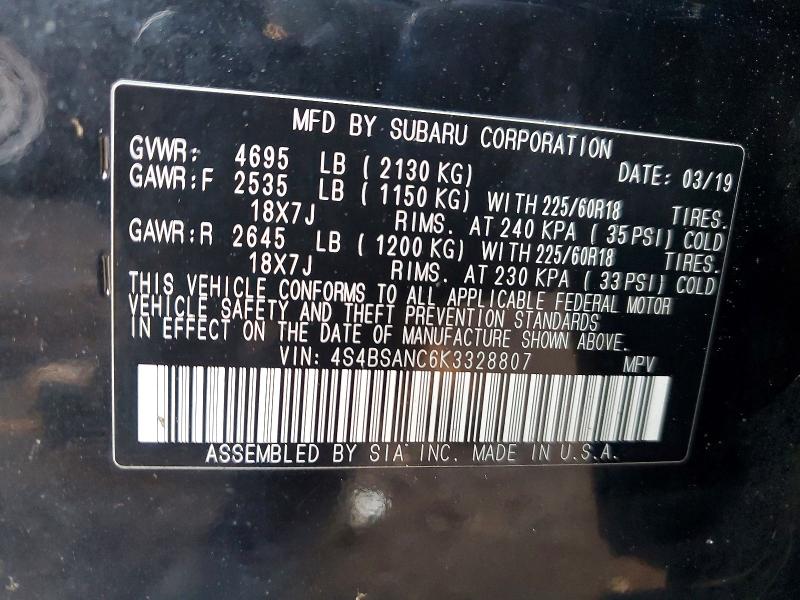 MFD BY SUBARU CORPORATION
GVWR: 4695 LB ( 2130 KG) DATE: 03/19
GAWR:F 2535 LB ( 1150 KG) WITH 225/60R18 TIRES.
18X7J RIMS. AT 240 KPA ( 35 PSI) COLD
GAWR:R 2645 LB ( 1200 KG) WITH 225/60R18 TIRES.
18X7J RIMS. AT 230 KPA ( 33 PSI) COLD
THIS VEHICLE CONFORMS TO ALL APPLICABLE FEDERAL MOTOR
VEHICLE SAFETY AND THEFT PREVENTION STANDARDS
IN EFFECT ON THE DATE OF MANUFACTURE SHOWN ABOVE.
VIN: 4S4BSANC6K3328807 MPV
ASSEMBLED BY SIA INC. MADE IN U.S.A.